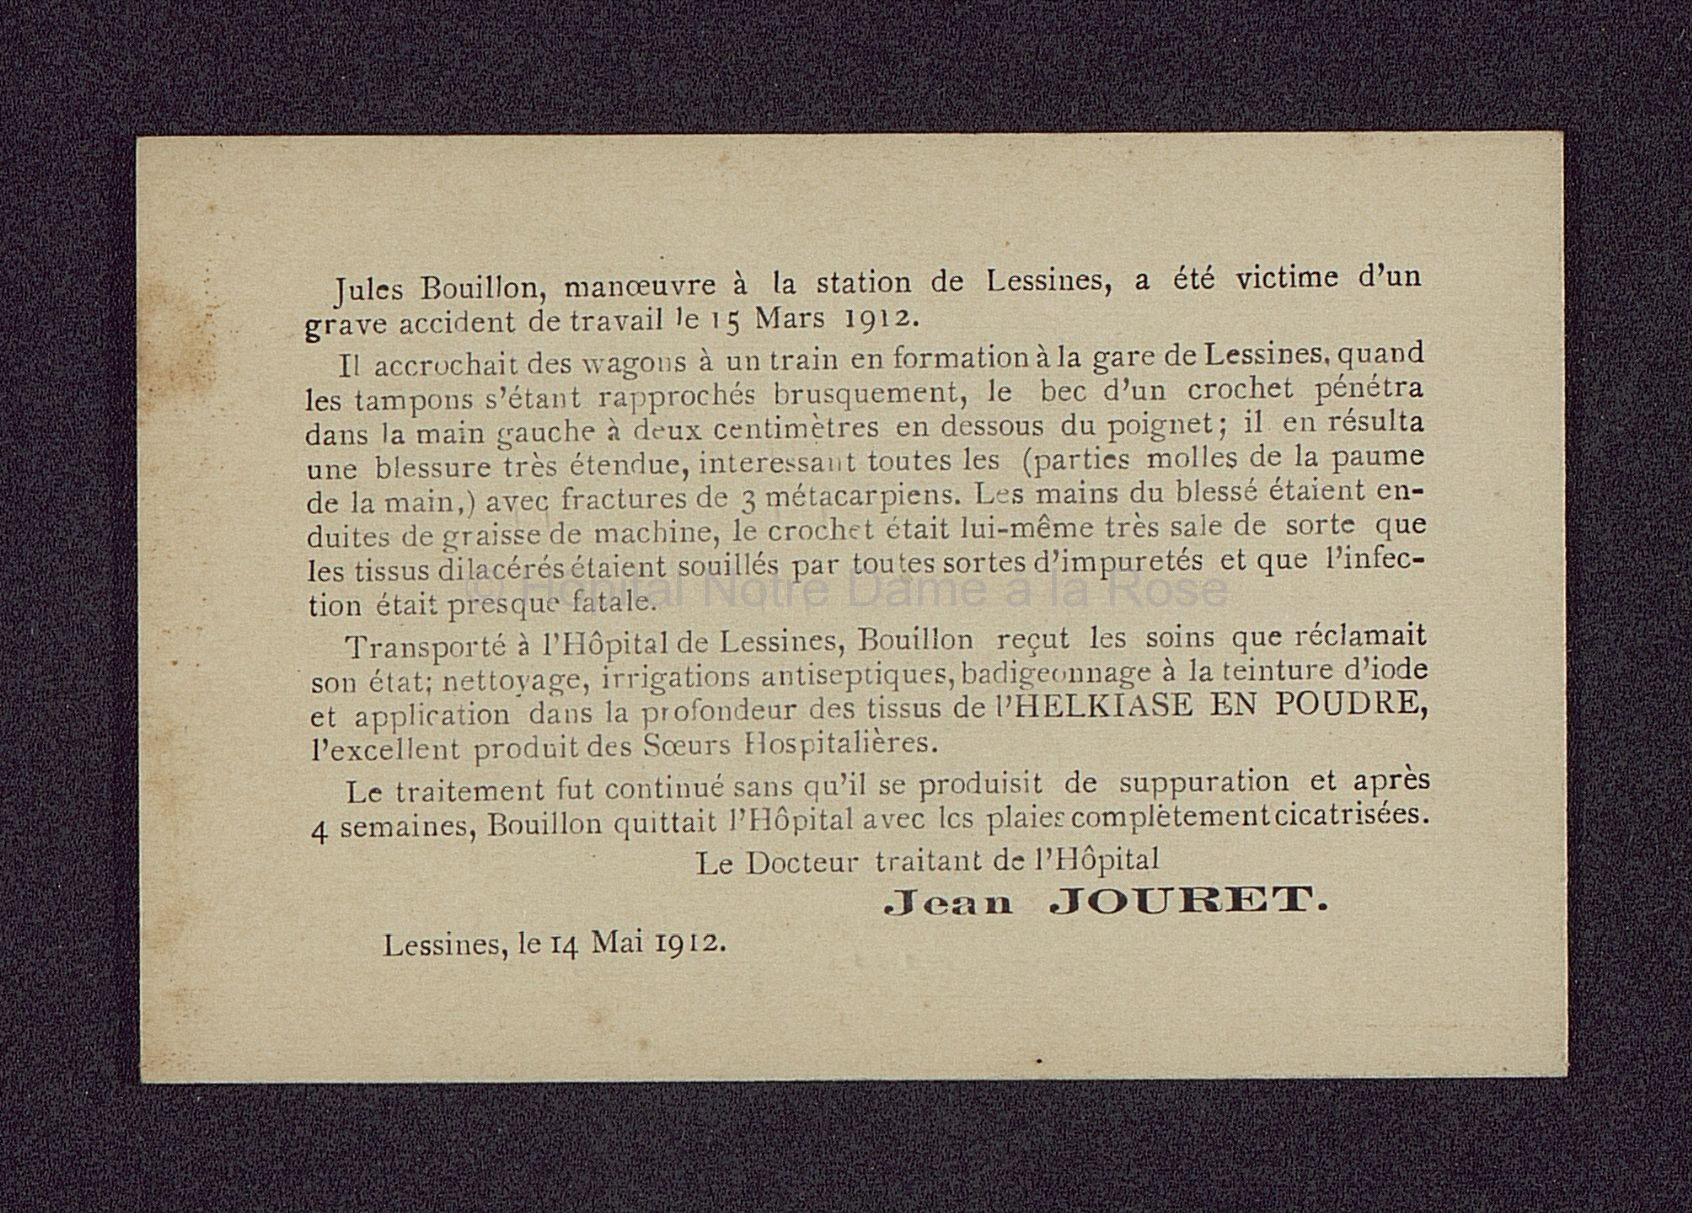 Jules Bouillon, manœuvre à la station de Lessines, a été victime d'un
grave accident de travail le 15 Mars 1912.
Il accrochait des wagons à un train en formation à la gare de Lessines, quand
les tampons s'étant rapprochés brusquement, le bec d'un crochet pénétra
dans la main gauche à deux centimètres en dessous du poignet; il en résulta
une blessure très étendue, interessant toutes les (parties molles de la paume
de la main,) avec fractures de 3 métacarpiens. Les mains du blessé étaient en-
duites de graisse de machine, le crochet était lui-même très sale de sorte que
les tissus dilacérés étaient souillés par toutes sortes d'impuretés et que l'infec-
© Hôpital Notre Dame à la Rose
tion était presque fatale.
Transporté à l'Hôpital de Lessines, Bouillon reçut les soins que réclamait
son état; nettoyage, irrigations antiseptiques, badigeonnage à la teinture d'iode
et application dans la profondeur des tissus de l'HELKIASE EN POUDRE,
l'excellent produit des Sœurs Hospitalières.
Le traitement fut continué sans qu'il se produisit de suppuration et après
4 semaines, Bouillon quittait l'Hôpital avec les plaies complètement cicatrisées.
Le Docteur traitant de l'Hôpital
Jean JOURET.
Lessines, le 14 Mai 1912.